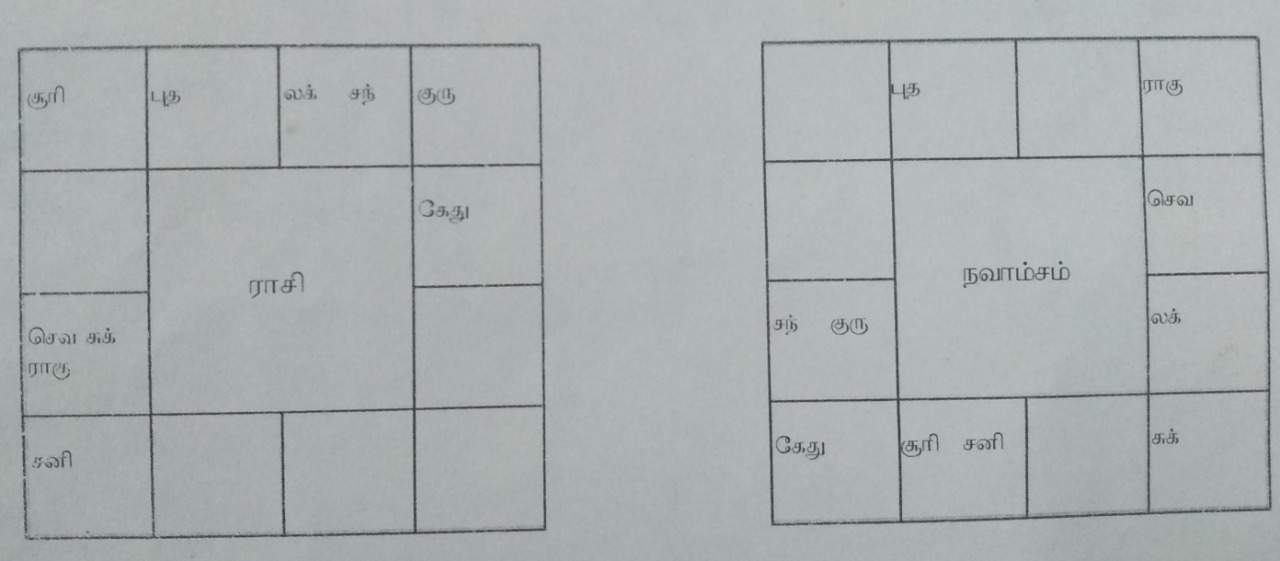 சூரி புத லக் சந் குரு
கேது
ராசி
செவ சுக்
ராகு
சனி
புத ராகு
செவ
நவாம்சம்
சந் குரு லக்
கேது சூரி சனி சுக்